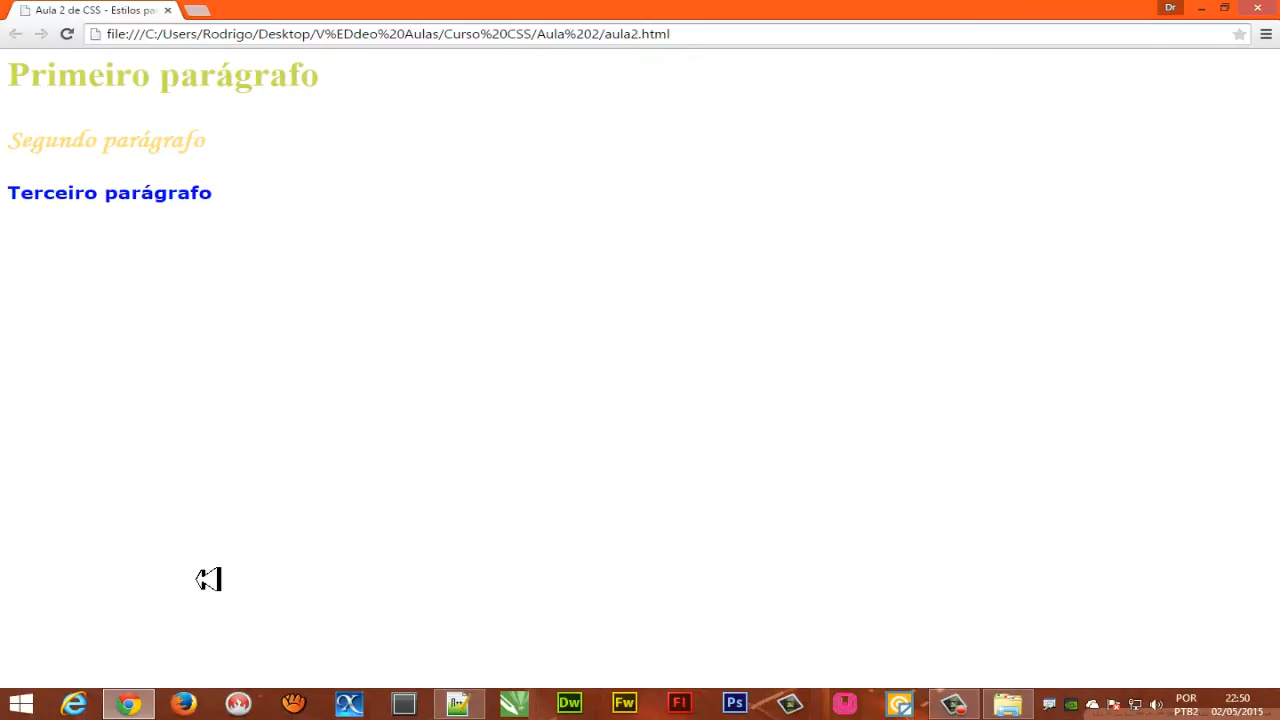 Aula 2 de CSS - Estilos pa
Dr
file:///C:/Users/Rodrigo/Desktop/V%EDdeo%20Aulas/Curso%20CSS/Aula%202/aula2.html
Primeiro parágrafo
Segundo parágrafo
Terceiro parágrafo
Dw
Fw
Fl
Ps
POR
PTB2
22:50
02/05/2015